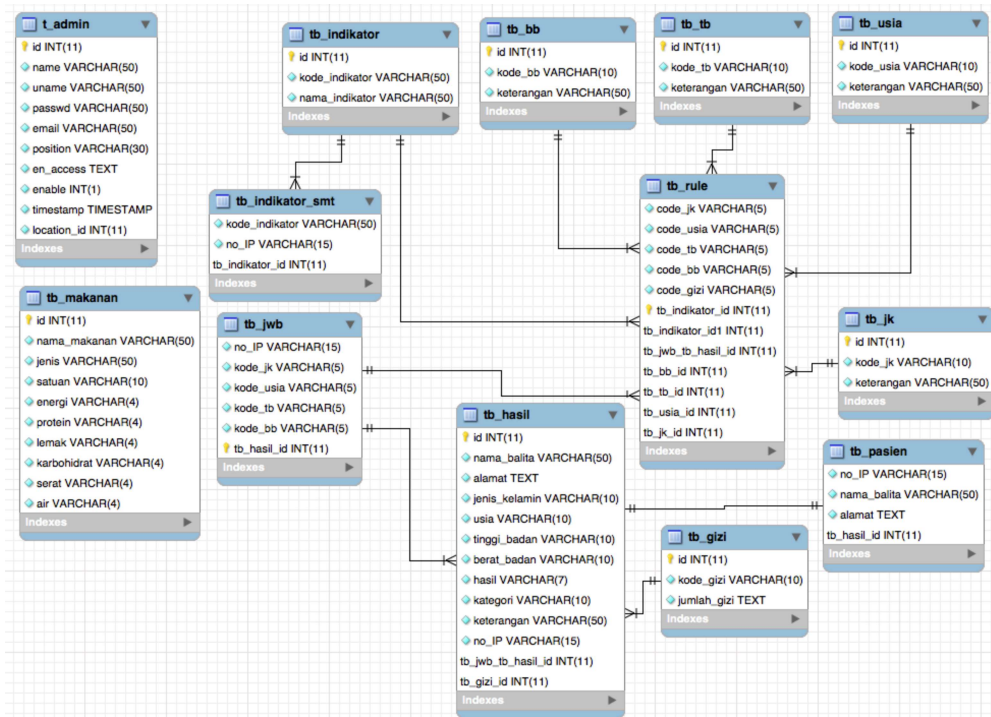 t_admin
id INT(11)
name VARCHAR(50)
uname VARCHAR(50)
passwd VARCHAR(50)
email VARCHAR(50)
position VARCHAR(30)
en_access TEXT
enable INT(1)
timestamp TIMESTAMP
location_id INT(11)
Indexes
tb_indikator
id INT(11)
kode_indikator VARCHAR(50)
nama_indikator VARCHAR(50)
Indexes
tb_bb
id INT(11)
kode_bb VARCHAR(10)
keterangan VARCHAR(50)
Indexes
tb_tb
id INT(11)
kode_tb VARCHAR(10)
keterangan VARCHAR(50)
Indexes
tb_usia
id INT(11)
kode_usia VARCHAR(10)
keterangan VARCHAR(50)
Indexes
tb_indikator_smt
kode_indikator VARCHAR(50)
no_IP VARCHAR(15)
tb_indikator_id INT(11)
Indexes
tb_rule
code_jk VARCHAR(5)
code_usia VARCHAR(5)
code_tb VARCHAR(5)
code_bb VARCHAR(5)
code_gizi VARCHAR(5)
tb_indikator_id INT(11)
tb_indikator_id1 INT(11)
tb_jwb_tb_hasil_id INT(11)
tb_bb_id INT(11)
tb_tb_id INT(11)
tb_usia_id INT(11)
tb_jk_id INT(11)
Indexes
tb_makanan
id INT(11)
nama_makanan VARCHAR(50)
jenis VARCHAR(50)
satuan VARCHAR(10)
energi VARCHAR(4)
protein VARCHAR(4)
lemak VARCHAR(4)
karbohidrat VARCHAR(4)
serat VARCHAR(4)
air VARCHAR(4)
Indexes
tb_jwb
no_IP VARCHAR(15)
kode_jk VARCHAR(5)
kode_usia VARCHAR(5)
kode_tb VARCHAR(5)
kode_bb VARCHAR(5)
tb_hasil_id INT(11)
Indexes
tb_jk
id INT(11)
kode_jk VARCHAR(10)
keterangan VARCHAR(50)
Indexes
tb_hasil
id INT(11)
nama_balita VARCHAR(50)
alamat TEXT
jenis_kelamin VARCHAR(10)
usia VARCHAR(10)
tinggi_badan VARCHAR(10)
berat_badan VARCHAR(10)
hasil VARCHAR(7)
kategori VARCHAR(10)
keterangan VARCHAR(50)
no_IP VARCHAR(15)
tb_jwb_tb_hasil_id INT(11)
tb_gizi_id INT(11)
Indexes
tb_pasien
no_IP VARCHAR(15)
nama_balita VARCHAR(50)
alamat TEXT
tb_hasil_id INT(11)
Indexes
tb_gizi
id INT(11)
kode_gizi VARCHAR(10)
jumlah_gizi TEXT
Indexes